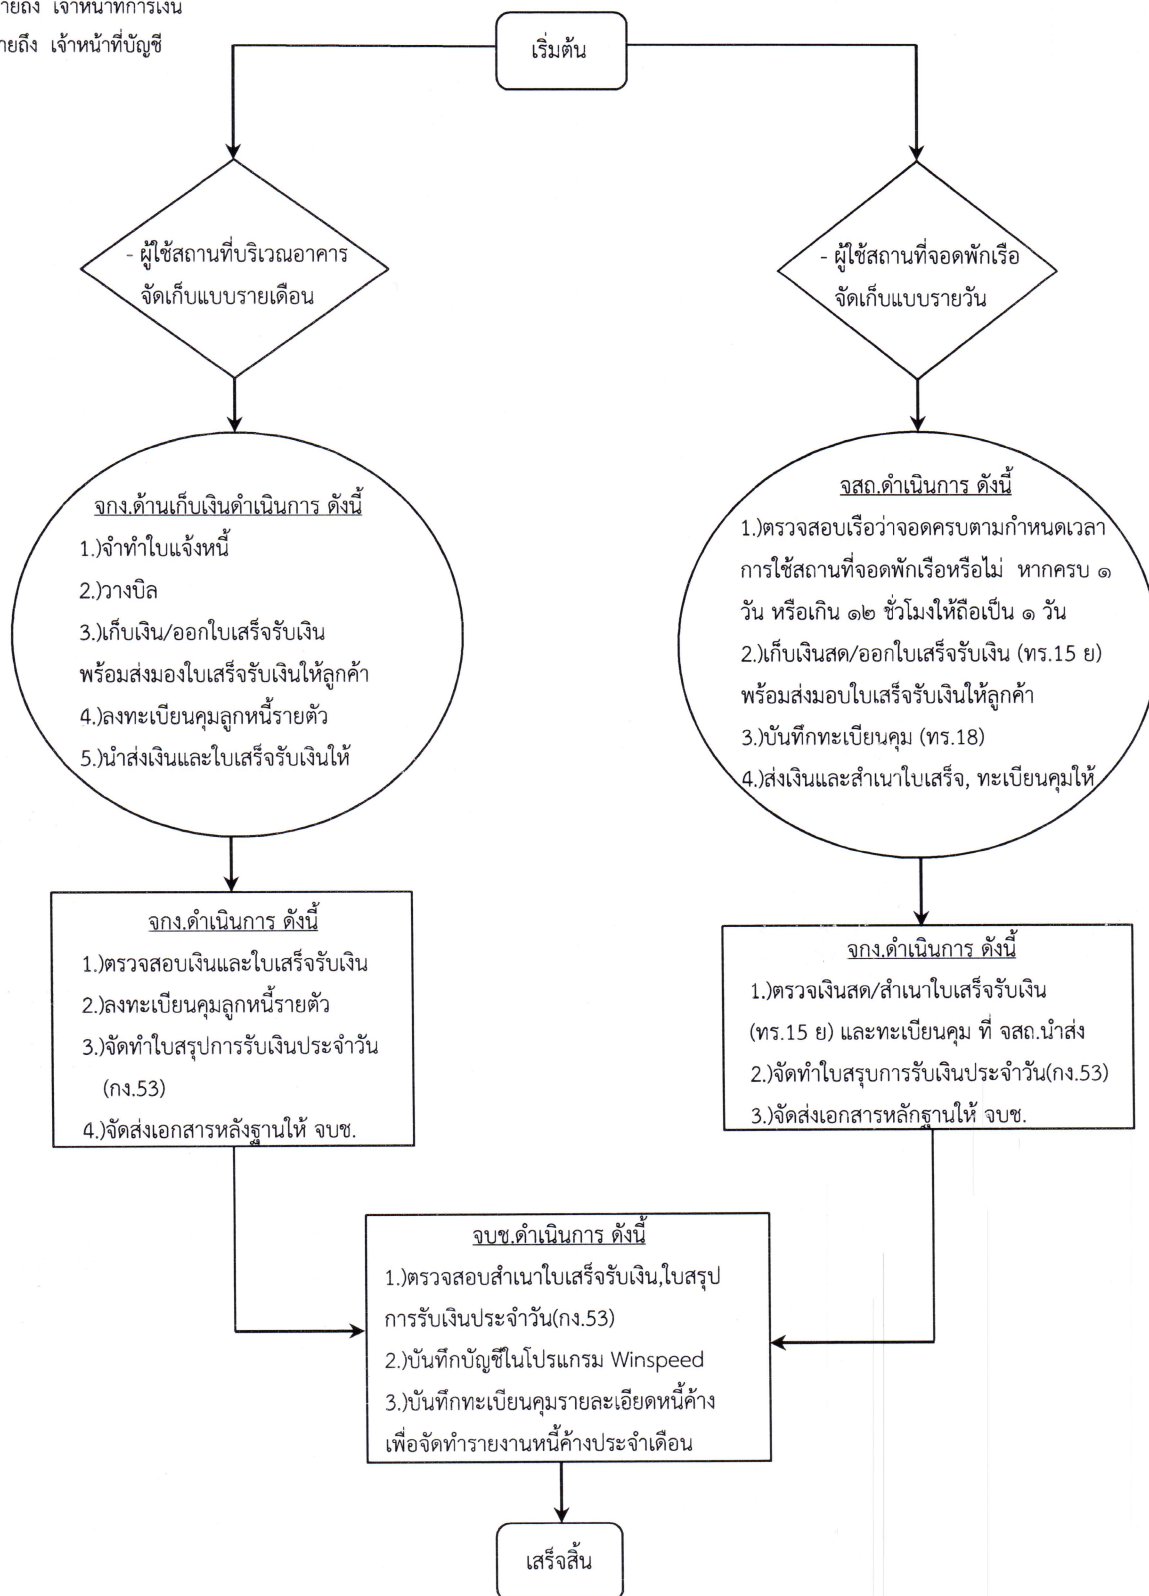 ายถึง เจ้าหน้าที่การเงิน
ายถึง เจ้าหน้าที่บัญชี
เริ่มต้น
- ผู้ใช้สถานที่บริเวณอาคาร
จัดเก็บแบบรายเดือน
- ผู้ใช้สถานที่จอดพักเรือ
จัดเก็บแบบรายวัน
จกง.ด้านเก็บเงินดำเนินการ ดังนี้
1.)จำทำใบแจ้งหนี้
2.)วางบิล
3.)เก็บเงิน/ออกใบเสร็จรับเงิน
พร้อมส่งมองใบเสร็จรับเงินให้ลูกค้า
4.)ลงทะเบียนคุมลูกหนี้รายตัว
5.)นำส่งเงินและใบเสร็จรับเงินให้
จสถ.ดำเนินการ ดังนี้
1.)ตรวจสอบเรือว่าจอดครบตามกำหนดเวลา
การใช้สถานที่จอดพักเรือหรือไม่ หากครบ ๑
วัน หรือเกิน ๑๒ ชั่วโมงให้ถือเป็น ๑ วัน
2.)เก็บเงินสด/ออกใบเสร็จรับเงิน (ทร.15 ย)
พร้อมส่งมอบใบเสร็จรับเงินให้ลูกค้า
3.)บันทึกทะเบียนคุม (ทร.18)
4.)ส่งเงินและสำเนาใบเสร็จ, ทะเบียนคุมให้
จกง.ดำเนินการ ดังนี้
1.)ตรวจสอบเงินและใบเสร็จรับเงิน
2.)ลงทะเบียนคุมลูกหนี้รายตัว
3.)จัดทำใบสรุปการรับเงินประจำวัน
(กง.53)
4.)จัดส่งเอกสารหลังฐานให้ จบช.
จกง.ดำเนินการ ดังนี้
1.)ตรวจเงินสด/สำเนาใบเสร็จรับเงิน
(ทร.15 ย) และทะเบียนคุม ที่ จสถ.นำส่ง
2.)จัดทำใบสรุบการรับเงินประจำวัน(กง.53)
3.)จัดส่งเอกสารหลักฐานให้ จบช.
จบช.ดำเนินการ ดังนี้
1.)ตรวจสอบสำเนาใบเสร็จรับเงิน,ใบสรุป
การรับเงินประจำวัน(กง.53)
2.)บันทึกบัญชีในโปรแกรม Winspeed
3.)บันทึกทะเบียนคุมรายละเอียดหนี้ค้าง
เพื่อจัดทำรายงานหนี้ค้างประจำเดือน
เสร็จสิ้น